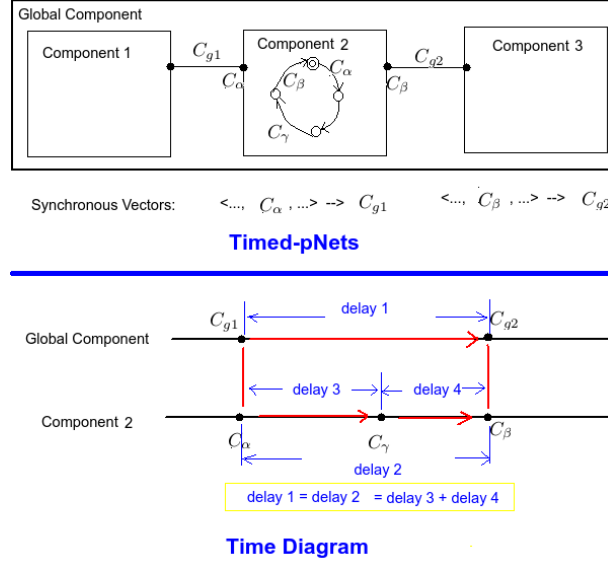 Global Component
Component 1
Component 2
Component 3
C_{g1}
C_{g2}
C_α
C_β
C_β
C_α
C_γ
Synchronous Vectors: <..., C_α , ...> --> C_{g1} <..., C_β , ...> --> C_{g2}
Timed-pNets
C_{g1}
delay 1
C_{g2}
Global Component
delay 3
delay 4
Component 2
C_α
C_γ
C_β
delay 2
delay 1 = delay 2 = delay 3 + delay 4
Time Diagram